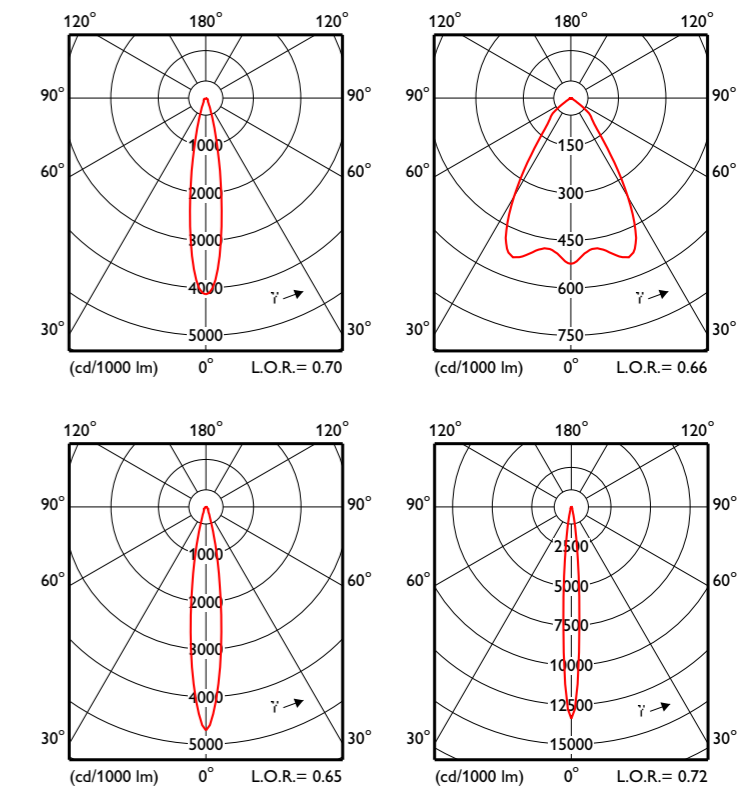 120° 180° 120° 120° 180° 120°
90° 90° 90° 90°
1000 150
60° 60° 60° 60°
2000 300
3000 450
4000 γ 600 γ
30° 5000 30° 30° 750 30°
(cd/1000 lm) 0° L.O.R.= 0.70 (cd/1000 lm) 0° L.O.R.= 0.66
120° 180° 120° 120° 180° 120°
90° 90° 90° 90°
1000 2500
60° 60° 60° 60°
2000 5000
3000 7500
4000 10000
γ 12500 γ
30° 5000 30° 30° 15000 30°
(cd/1000 lm) 0° L.O.R.= 0.65 (cd/1000 lm) 0° L.O.R.= 0.72